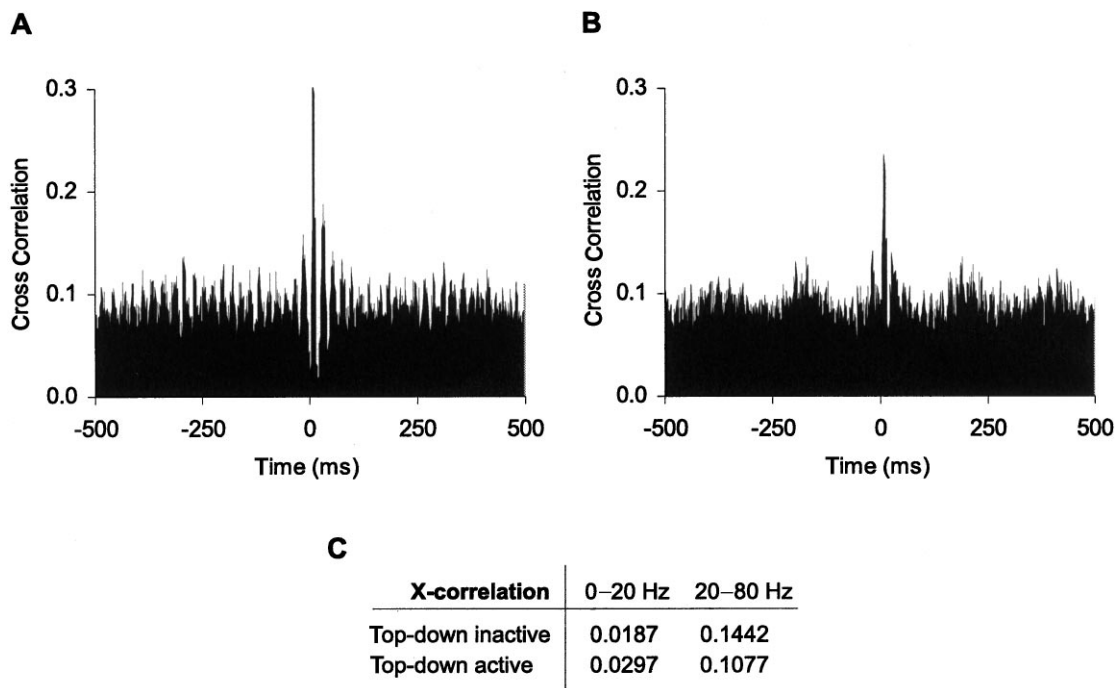 A
B
0.3
0.2
0.1
0.0
Cross Correlation
-500 -250 0 250 500
Time (ms)
0.3
0.2
0.1
0.0
Cross Correlation
-500 -250 0 250 500
Time (ms)
C
X-correlation 0–20 Hz 20–80 Hz
Top-down inactive 0.0187 0.1442
Top-down active 0.0297 0.1077